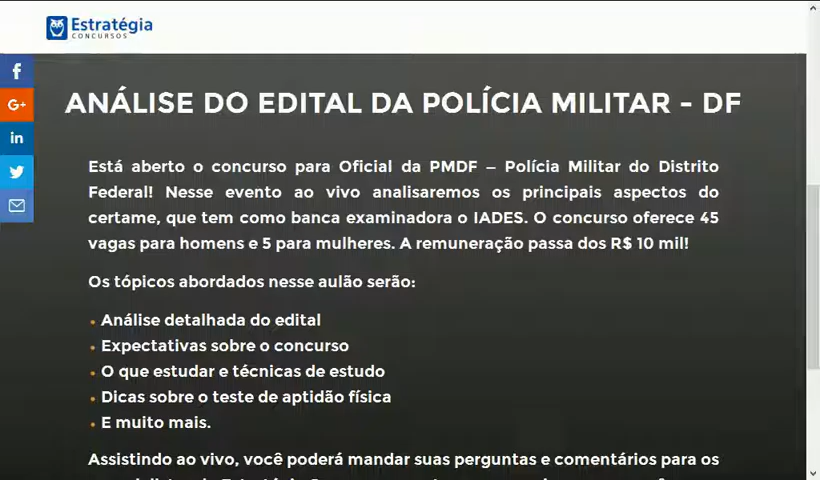 Estratégia
CONCURSOS
ANÁLISE DO EDITAL DA POLÍCIA MILITAR - DF
Está aberto o concurso para Oficial da PMDF – Polícia Militar do Distrito
Federal! Nesse evento ao vivo analisaremos os principais aspectos do
certame, que tem como banca examinadora o IADES. O concurso oferece 45
vagas para homens e 5 para mulheres. A remuneração passa dos R$ 10 mil!
Os tópicos abordados nesse aulão serão:
• Análise detalhada do edital
• Expectativas sobre o concurso
• O que estudar e técnicas de estudo
• Dicas sobre o teste de aptidão física
• E muito mais.
Assistindo ao vivo, você poderá mandar suas perguntas e comentários para os